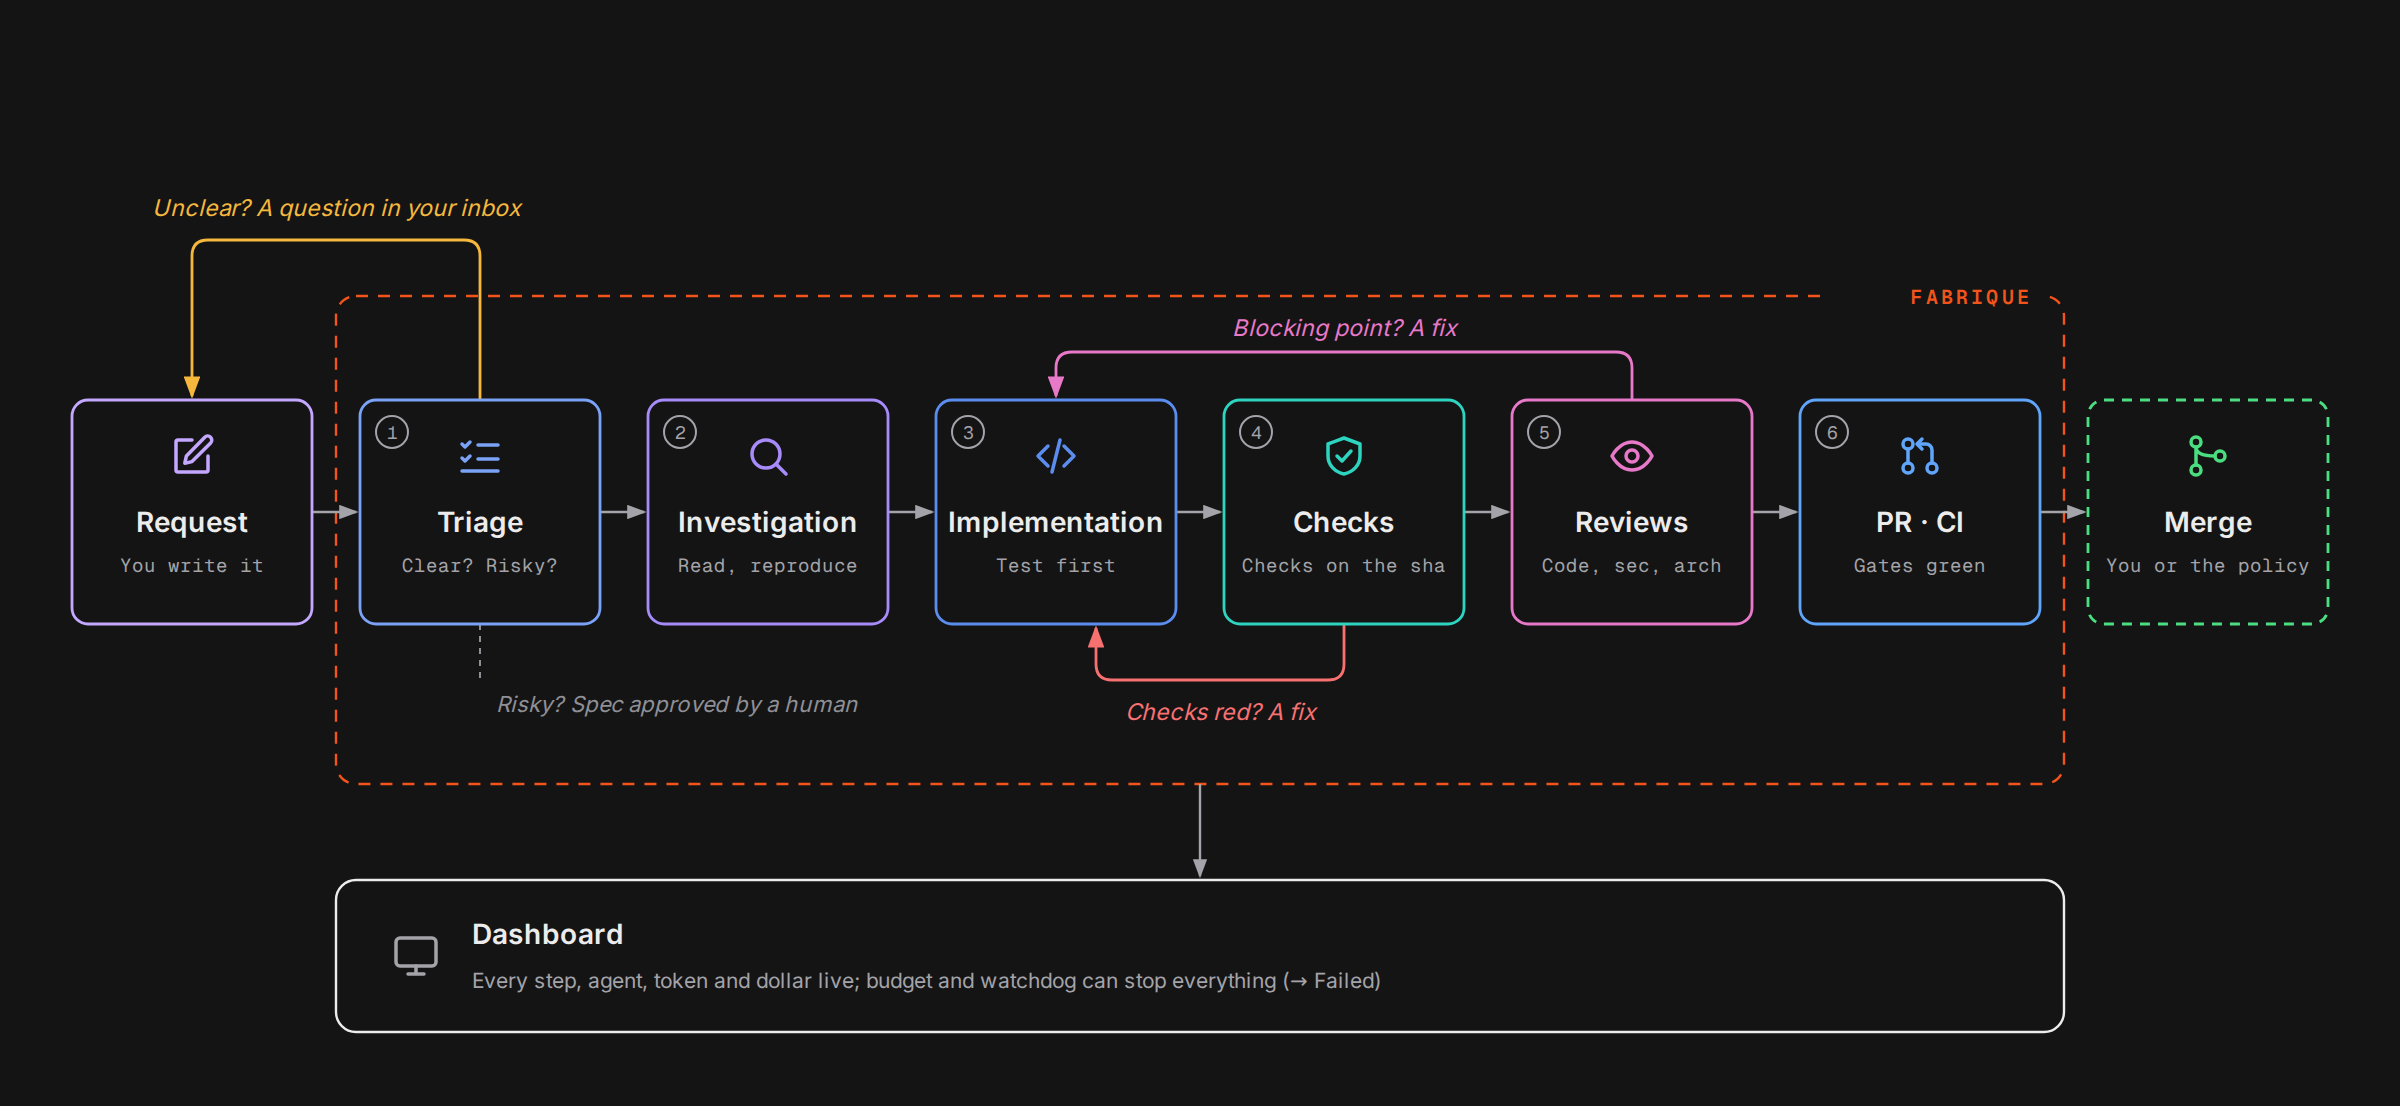 Unclear? A question in your inbox
FABRIQUE
Blocking point? A fix
Request
You write it
1
Triage
Clear? Risky?
2
Investigation
Read, reproduce
3
Implementation
Test first
4
Checks
Checks on the sha
5
Reviews
Code, sec, arch
6
PR · CI
Gates green
Merge
You or the policy
Risky? Spec approved by a human
Checks red? A fix
Dashboard
Every step, agent, token and dollar live; budget and watchdog can stop everything (→ Failed)